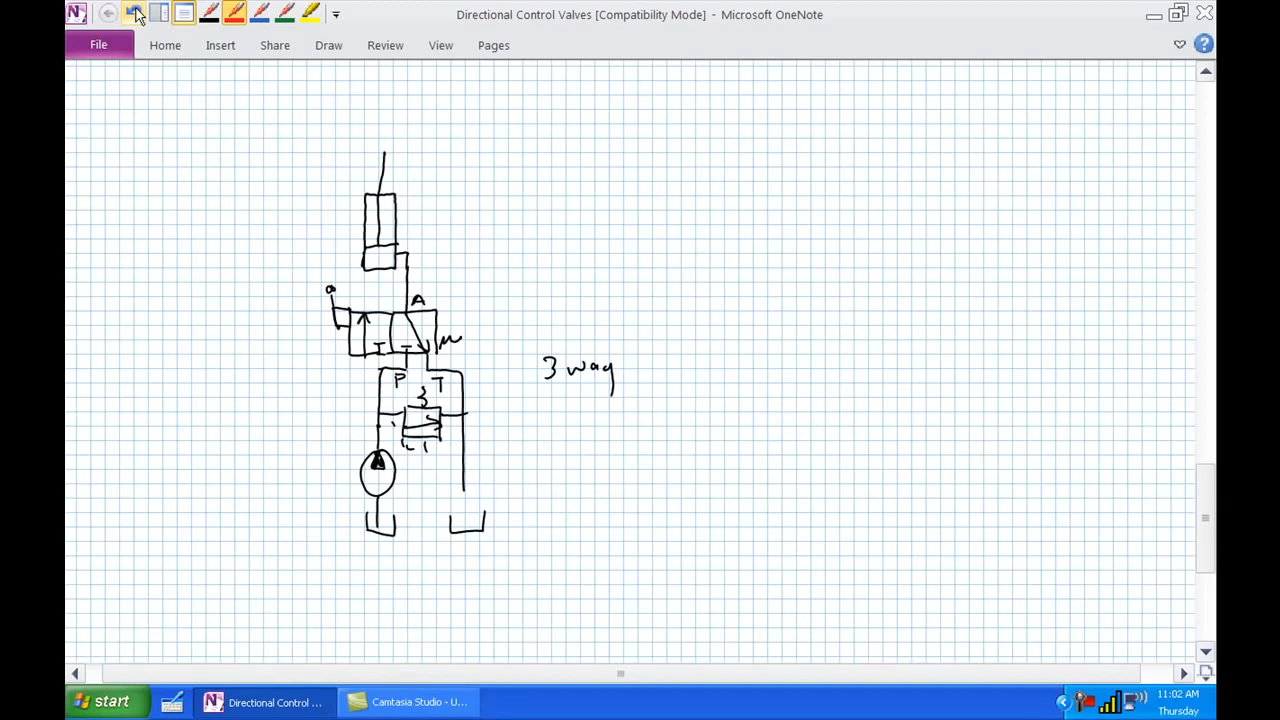 Directional Control Valves [Compatibility Mode] - Microsoft OneNote
File Home Insert Share Draw Review View Pages
A
P T
3 way
start
Directional Control ...
Camtasia Studio - U...
11:02 AM
Thursday